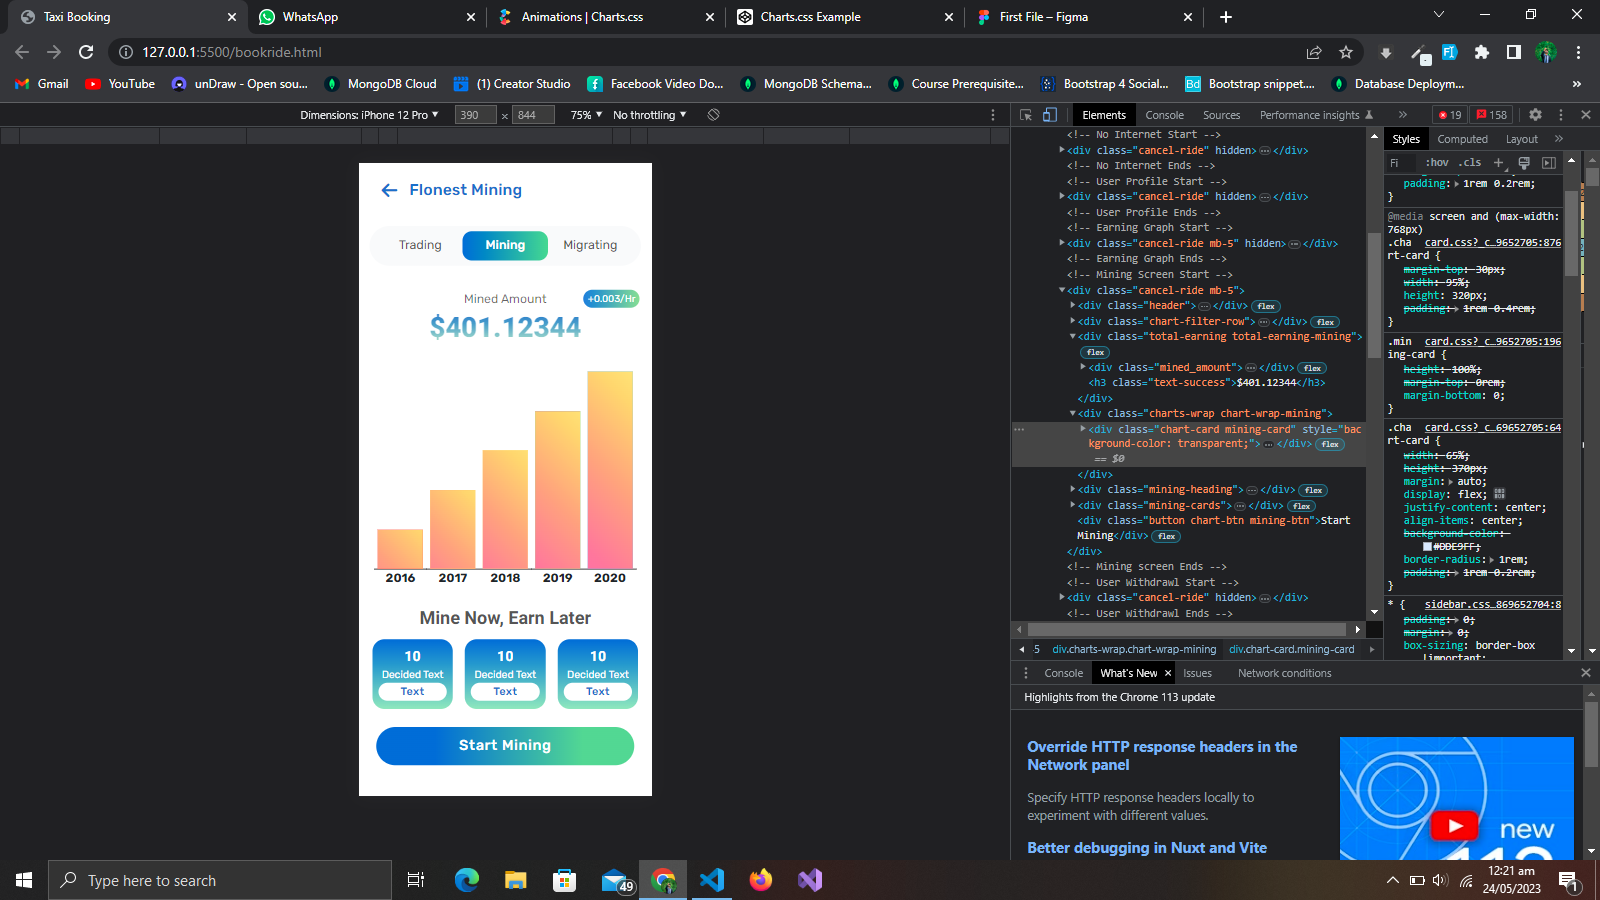 Taxi Booking
WhatsApp
Animations | Charts.css
Charts.css Example
First File – Figma
127.0.0.1:5500/bookride.html
Gmail
YouTube
unDraw - Open sou...
MongoDB Cloud
(1) Creator Studio
Facebook Video Do...
MongoDB Schema...
Course Prerequisite...
Bootstrap 4 Social...
Bootstrap snippet....
Database Deploym...
»
Dimensions: iPhone 12 Pro
390 × 844
75%
No throttling
Elements
Console
Sources
Performance insights
»
19
158
Flonest Mining
Trading
Mining
Migrating
Mined Amount
+0.003/Hr
$401.12344
2016 2017 2018 2019 2020
Mine Now, Earn Later
10
Decided Text
Text
10
Decided Text
Text
10
Decided Text
Text
Start Mining
<!-- No Internet Start -->
<div class="cancel-ride" hidden>…</div>
<!-- No Internet Ends -->
<!-- User Profile Start -->
<div class="cancel-ride" hidden>…</div>
<!-- User Profile Ends -->
<!-- Earning Graph Start -->
<div class="cancel-ride mb-5" hidden>…</div>
<!-- Earning Graph Ends -->
<!-- Mining Screen Start -->
<div class="cancel-ride mb-5">
<div class="header">…</div> flex
<div class="chart-filter-row">…</div> flex
<div class="total-earning total-earning-mining">
flex
<div class="mined_amount">…</div> flex
<h3 class="text-success">$401.12344</h3>
</div>
<div class="charts-wrap chart-wrap-mining">
<div class="chart-card mining-card" style="bac
kground-color: transparent;">…</div> flex
== $0
</div>
<div class="mining-heading">…</div> flex
<div class="mining-cards">…</div> flex
<div class="button chart-btn mining-btn">Start
Mining</div> flex
</div>
<!-- Mining screen Ends -->
<!-- User Withdrawl Start -->
<div class="cancel-ride" hidden>…</div>
<!-- User Withdrawl Ends -->
5 div.charts-wrap.chart-wrap-mining div.chart-card.mining-card
Styles
Computed
Layout
»
Fi
:hov
.cls
padding: 1rem 0.2rem;
}
@media screen and (max-width:
768px)
.cha card.css?_c…9652705:876
rt-card {
margin-top: 30px;
width: 95%;
height: 320px;
padding: 1rem 0.4rem;
}
.min card.css?_c…9652705:196
ing-card {
height: 100%;
margin-top: 0rem;
margin-bottom: 0;
}
.cha card.css?_c…69652705:64
rt-card {
width: 65%;
height: 370px;
margin: auto;
display: flex;
justify-content: center;
align-items: center;
background-color:
#DDE9FF;
border-radius: 1rem;
padding: 1rem 0.2rem;
}
* { sidebar.css…869652704:8
padding: 0;
margin: 0;
box-sizing: border-box
!important;
Console
What's New
Issues
Network conditions
Highlights from the Chrome 113 update
Override HTTP response headers in the
Network panel
Specify HTTP response headers locally to
experiment with different values.
Better debugging in Nuxt and Vite
new
113
Type here to search
49
12:21 am
24/05/2023
1